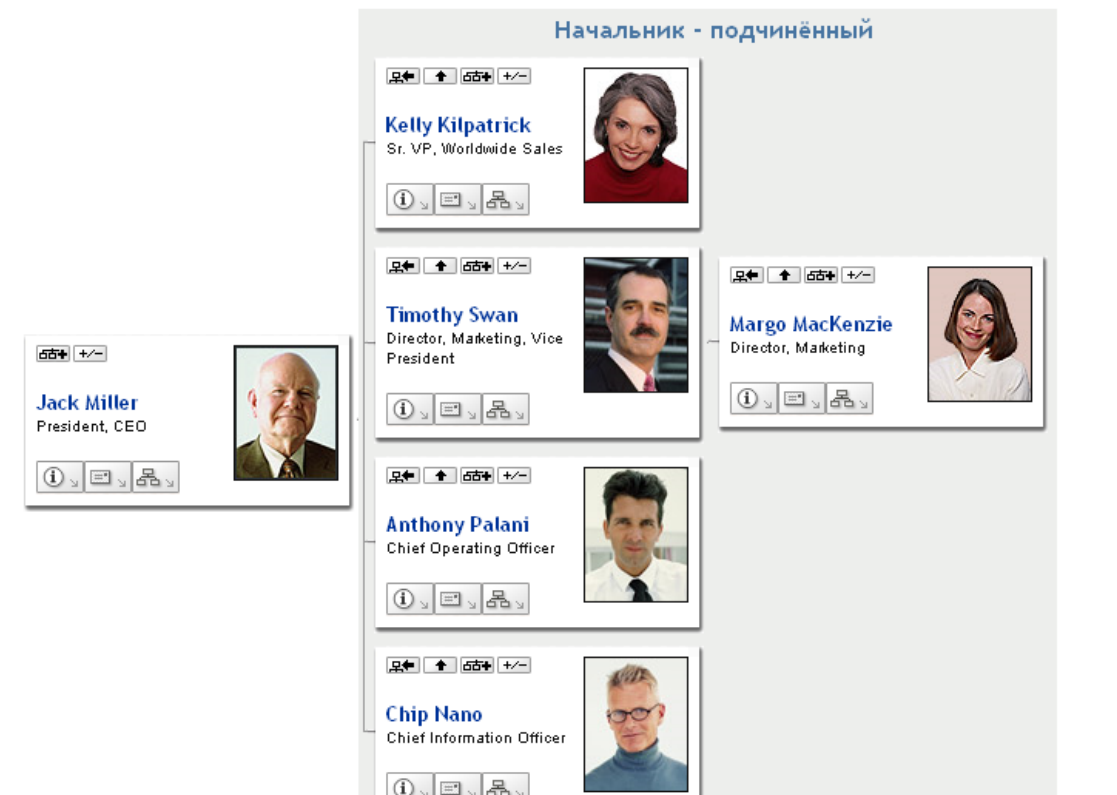 Начальник - подчинённый
Kelly Kilpatrick
Sr. VP, Worldwide Sales
Timothy Swan
Director, Marketing, Vice
President
Margo MacKenzie
Director, Marketing
Jack Miller
President, CEO
Anthony Palani
Chief Operating Officer
Chip Nano
Chief Information Officer